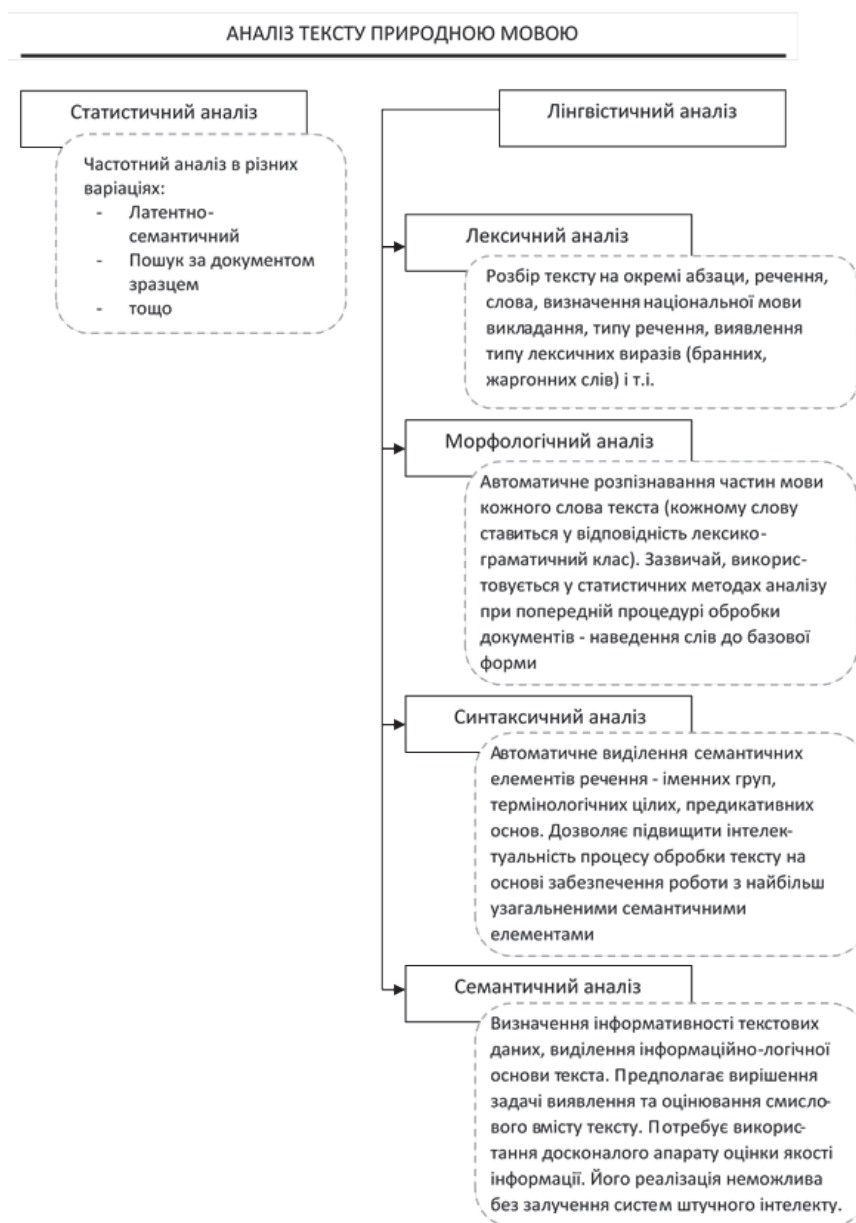 АНАЛІЗ ТЕКСТУ ПРИРОДНОЮ МОВОЮ
Статистичний аналіз
Частотний аналіз в різних
варіаціях:
- Латентно-
семантичний
- Пошук за документом
зразцем
- тощо
Лінгвістичний аналіз
Лексичний аналіз
Розбір тексту на окремі абзаци, речення,
слова, визначення національної мови
викладання, типу речення, виявлення
типу лексичних виразів (бранних,
жаргонних слів) і т.і.
Морфологічний аналіз
Автоматичне розпізнавання частин мови
кожного слова текста (кожному слову
ставиться у відповідність лексико-
граматичний клас). Зазвичай, викорис-
товується у статистичних методах аналізу
при попередній процедурі обробки
документів - наведення слів до базової
форми
Синтаксичний аналіз
Автоматичне виділення семантичних
елементів речення - іменних груп,
термінологічних цілих, предикативних
основ. Дозволяє підвищити інтелек-
туальність процесу обробки тексту на
основі забезпечення роботи з найбільш
узагальненими семантичними
елементами
Семантичний аналіз
Визначення інформативності текстових
даних, виділення інформаційно-логічної
основи текста. Предполагає вирішення
задачі виявлення та оцінювання смисло-
вого вмісту тексту. Потребує викорис-
тання досконалого апарату оцінки якості
інформації. Його реалізація неможлива
без залучення систем штучного інтелекту.